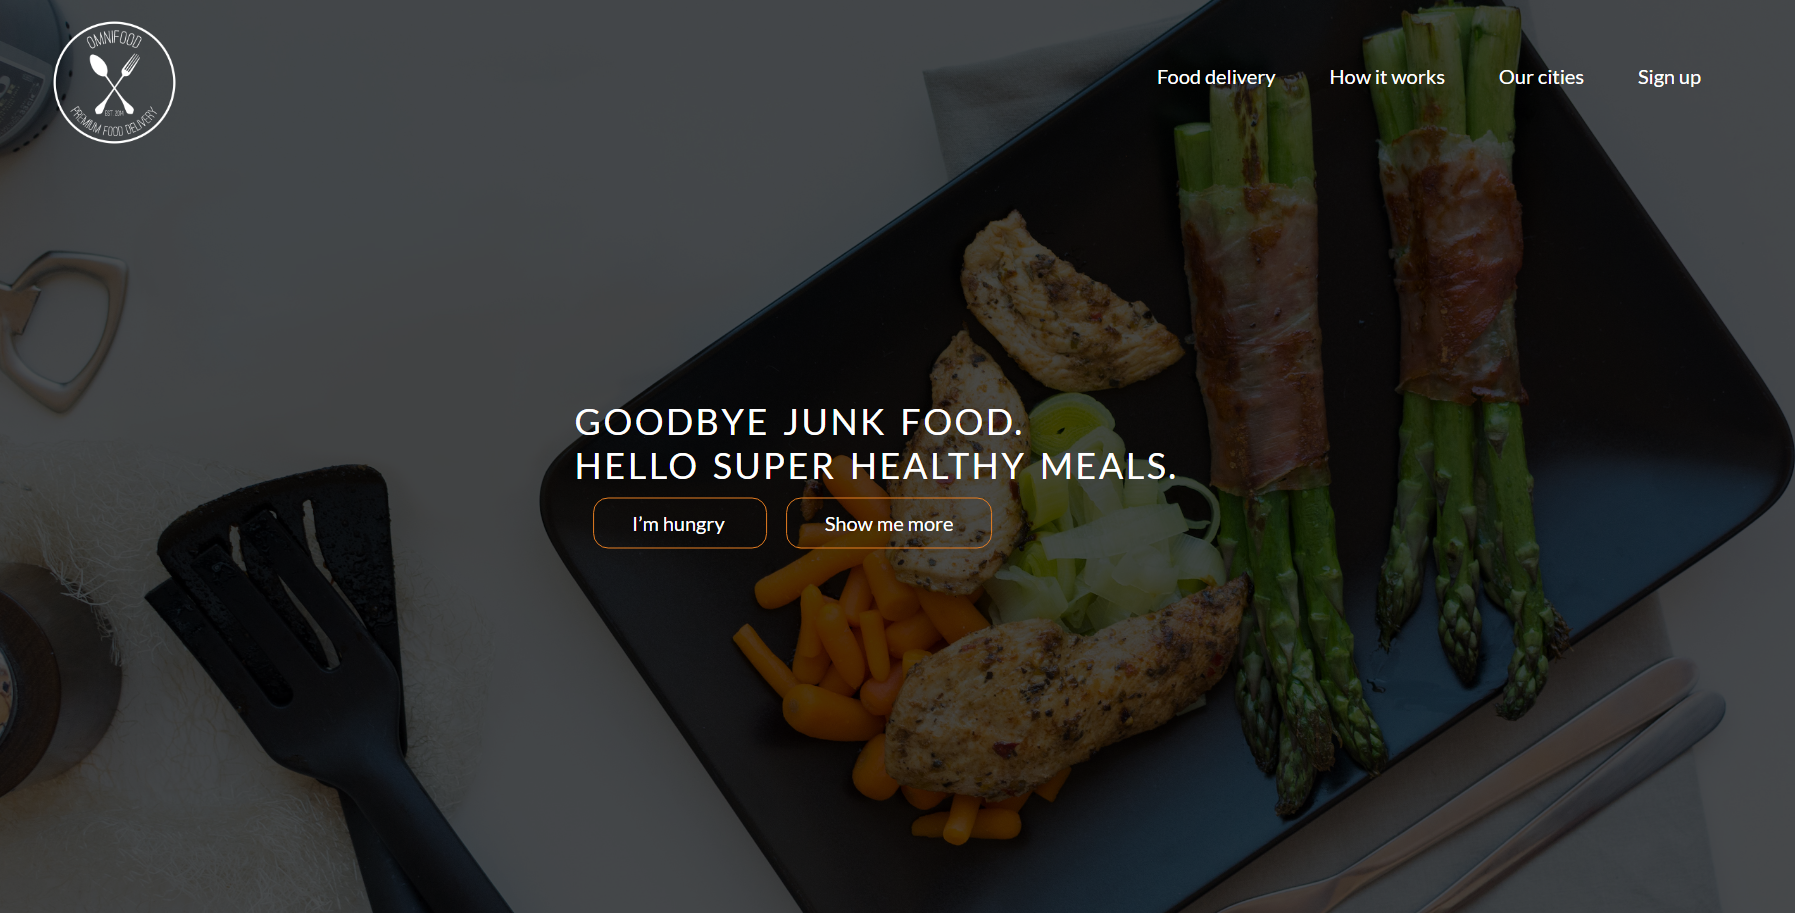 OMNIFOOD
EST 2014
PREMIUM FOOD DELIVERY
Food delivery
How it works
Our cities
Sign up
GOODBYE JUNK FOOD.
HELLO SUPER HEALTHY MEALS.
I’m hungry
Show me more